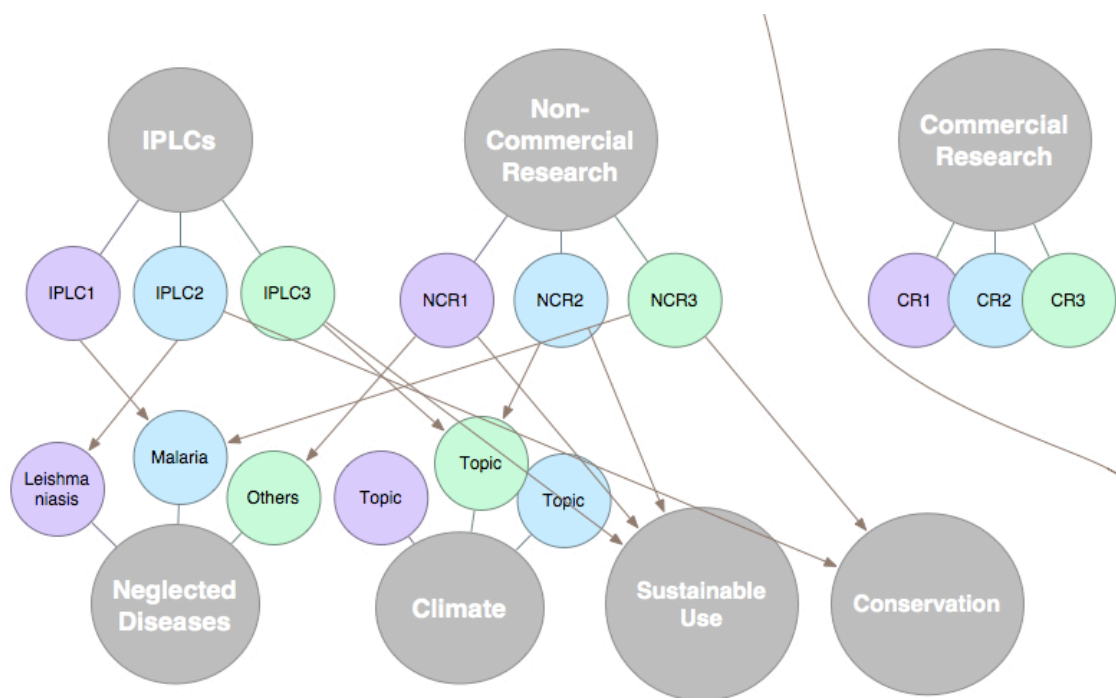 IPLCs
Non-
Commercial
Research
Commercial
Research
IPLC1
IPLC2
IPLC3
NCR1
NCR2
NCR3
CR1
CR2
CR3
Leishma
niasis
Malaria
Others
Topic
Topic
Topic
Neglected
Diseases
Climate
Sustainable
Use
Conservation